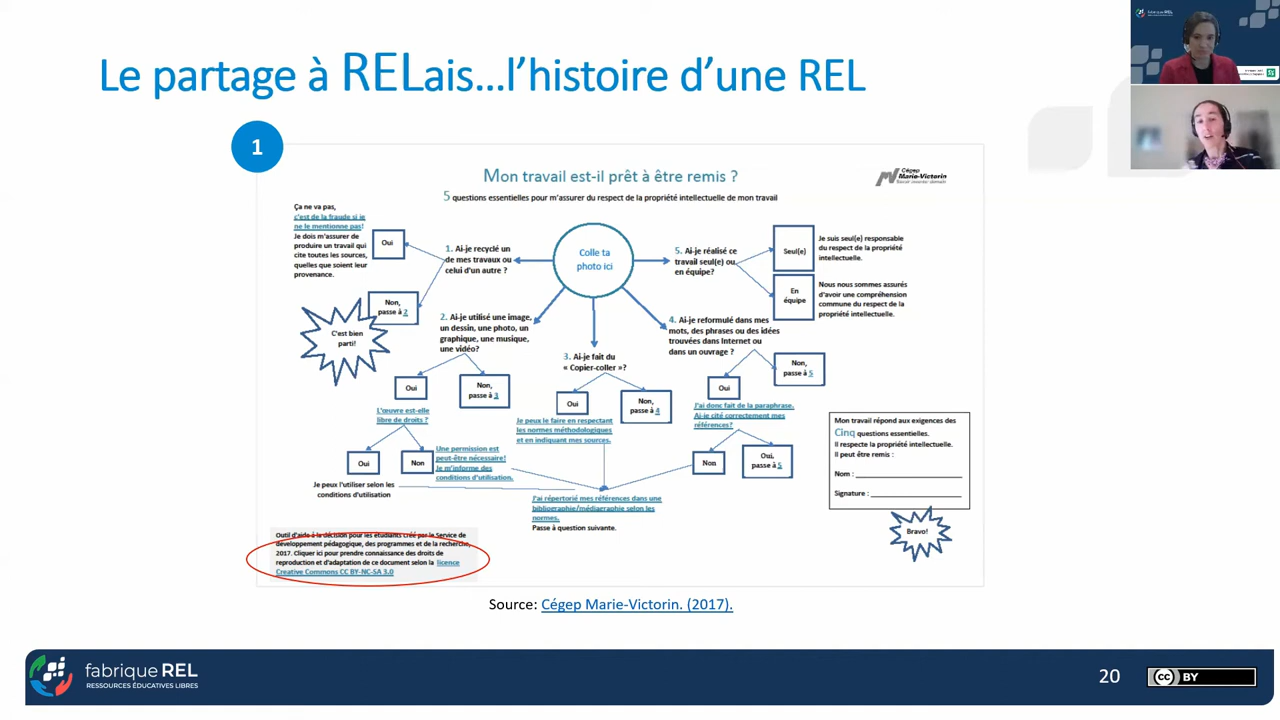 Le partage à RELais...l'histoire d'une REL
1
Mon travail est-il prêt à être remis ?
5 questions essentielles pour m'assurer du respect de la propriété intellectuelle de mon travail
Cégep
Marie-Victorin
Ça ne va pas,
c'est de la fraude si je
ne le mentionne pas!
Je dois m'assurer de
produire un travail qui
cite toutes les sources,
quelles que soient leur
provenance.
Oui
1. Ai-je recyclé un
de mes travaux ou
celui d'un autre ?
Non,
passe à 2
C'est bien
parti!
Colle ta
photo ici
5. Ai-je réalisé ce
travail seul(e) ou
en équipe?
Seul(e)
Je suis seul(e) responsable
du respect de la propriété
intellectuelle.
En
équipe
Nous nous sommes assurés
d'avoir une compréhension
commune du respect de la
propriété intellectuelle.
2. Ai-je utilisé une image,
un dessin, une photo, un
graphique, une musique,
une vidéo?
Oui
Non,
passe à 3
L'œuvre est-elle
libre de droits ?
Oui
Non
Une permission est
peut-être nécessaire!
Je m'informe des
conditions d'utilisation.
Je peux l'utiliser selon les
conditions d'utilisation
3. Ai-je fait du
« Copier-coller »?
Oui
Non,
passe à 4
Je peux le faire en respectant
les normes méthodologiques
et en indiquant mes sources.
4. Ai-je reformulé dans mes
mots, des phrases ou des idées
trouvées dans Internet ou
dans un ouvrage ?
Oui
Non,
passe à 5
J'ai donc fait de la paraphrase.
Ai-je cité correctement mes
références?
Non
Oui,
passe à 5
J'ai répertorié mes références dans une
bibliographie/médiagraphie selon les
normes.
Passe à question suivante.
Mon travail répond aux exigences des
Cinq questions essentielles.
Il respecte la propriété intellectuelle.
Il peut être remis :
Nom :
Signature :
Bravo!
Outil d'aide à la décision pour les étudiants créé par le Service de
développement pédagogique, des programmes et de la recherche,
2017. Cliquer ici pour prendre connaissance des droits de
reproduction et d'adaptation de ce document selon la licence
Creative Commons CC BY-NC-SA 3.0
Source: Cégep Marie-Victorin. (2017).
fabrique REL
RESSOURCES ÉDUCATIVES LIBRES
20
CC BY